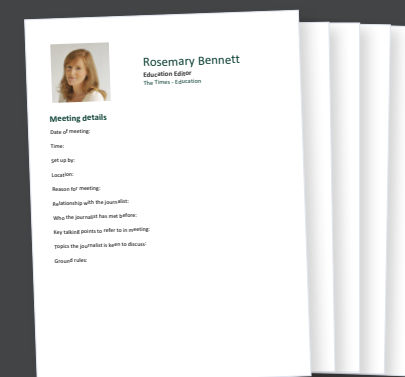 Rosemary Bennett
Education Editor
The Times - Education
Meeting details
Date of meeting:
Time:
Set up by:
Location:
Reason for meeting:
Relationship with the journalist:
Who the journalist has met before:
Key talking points to refer to in meeting:
Topics the journalist is keen to discuss:
Ground rules: